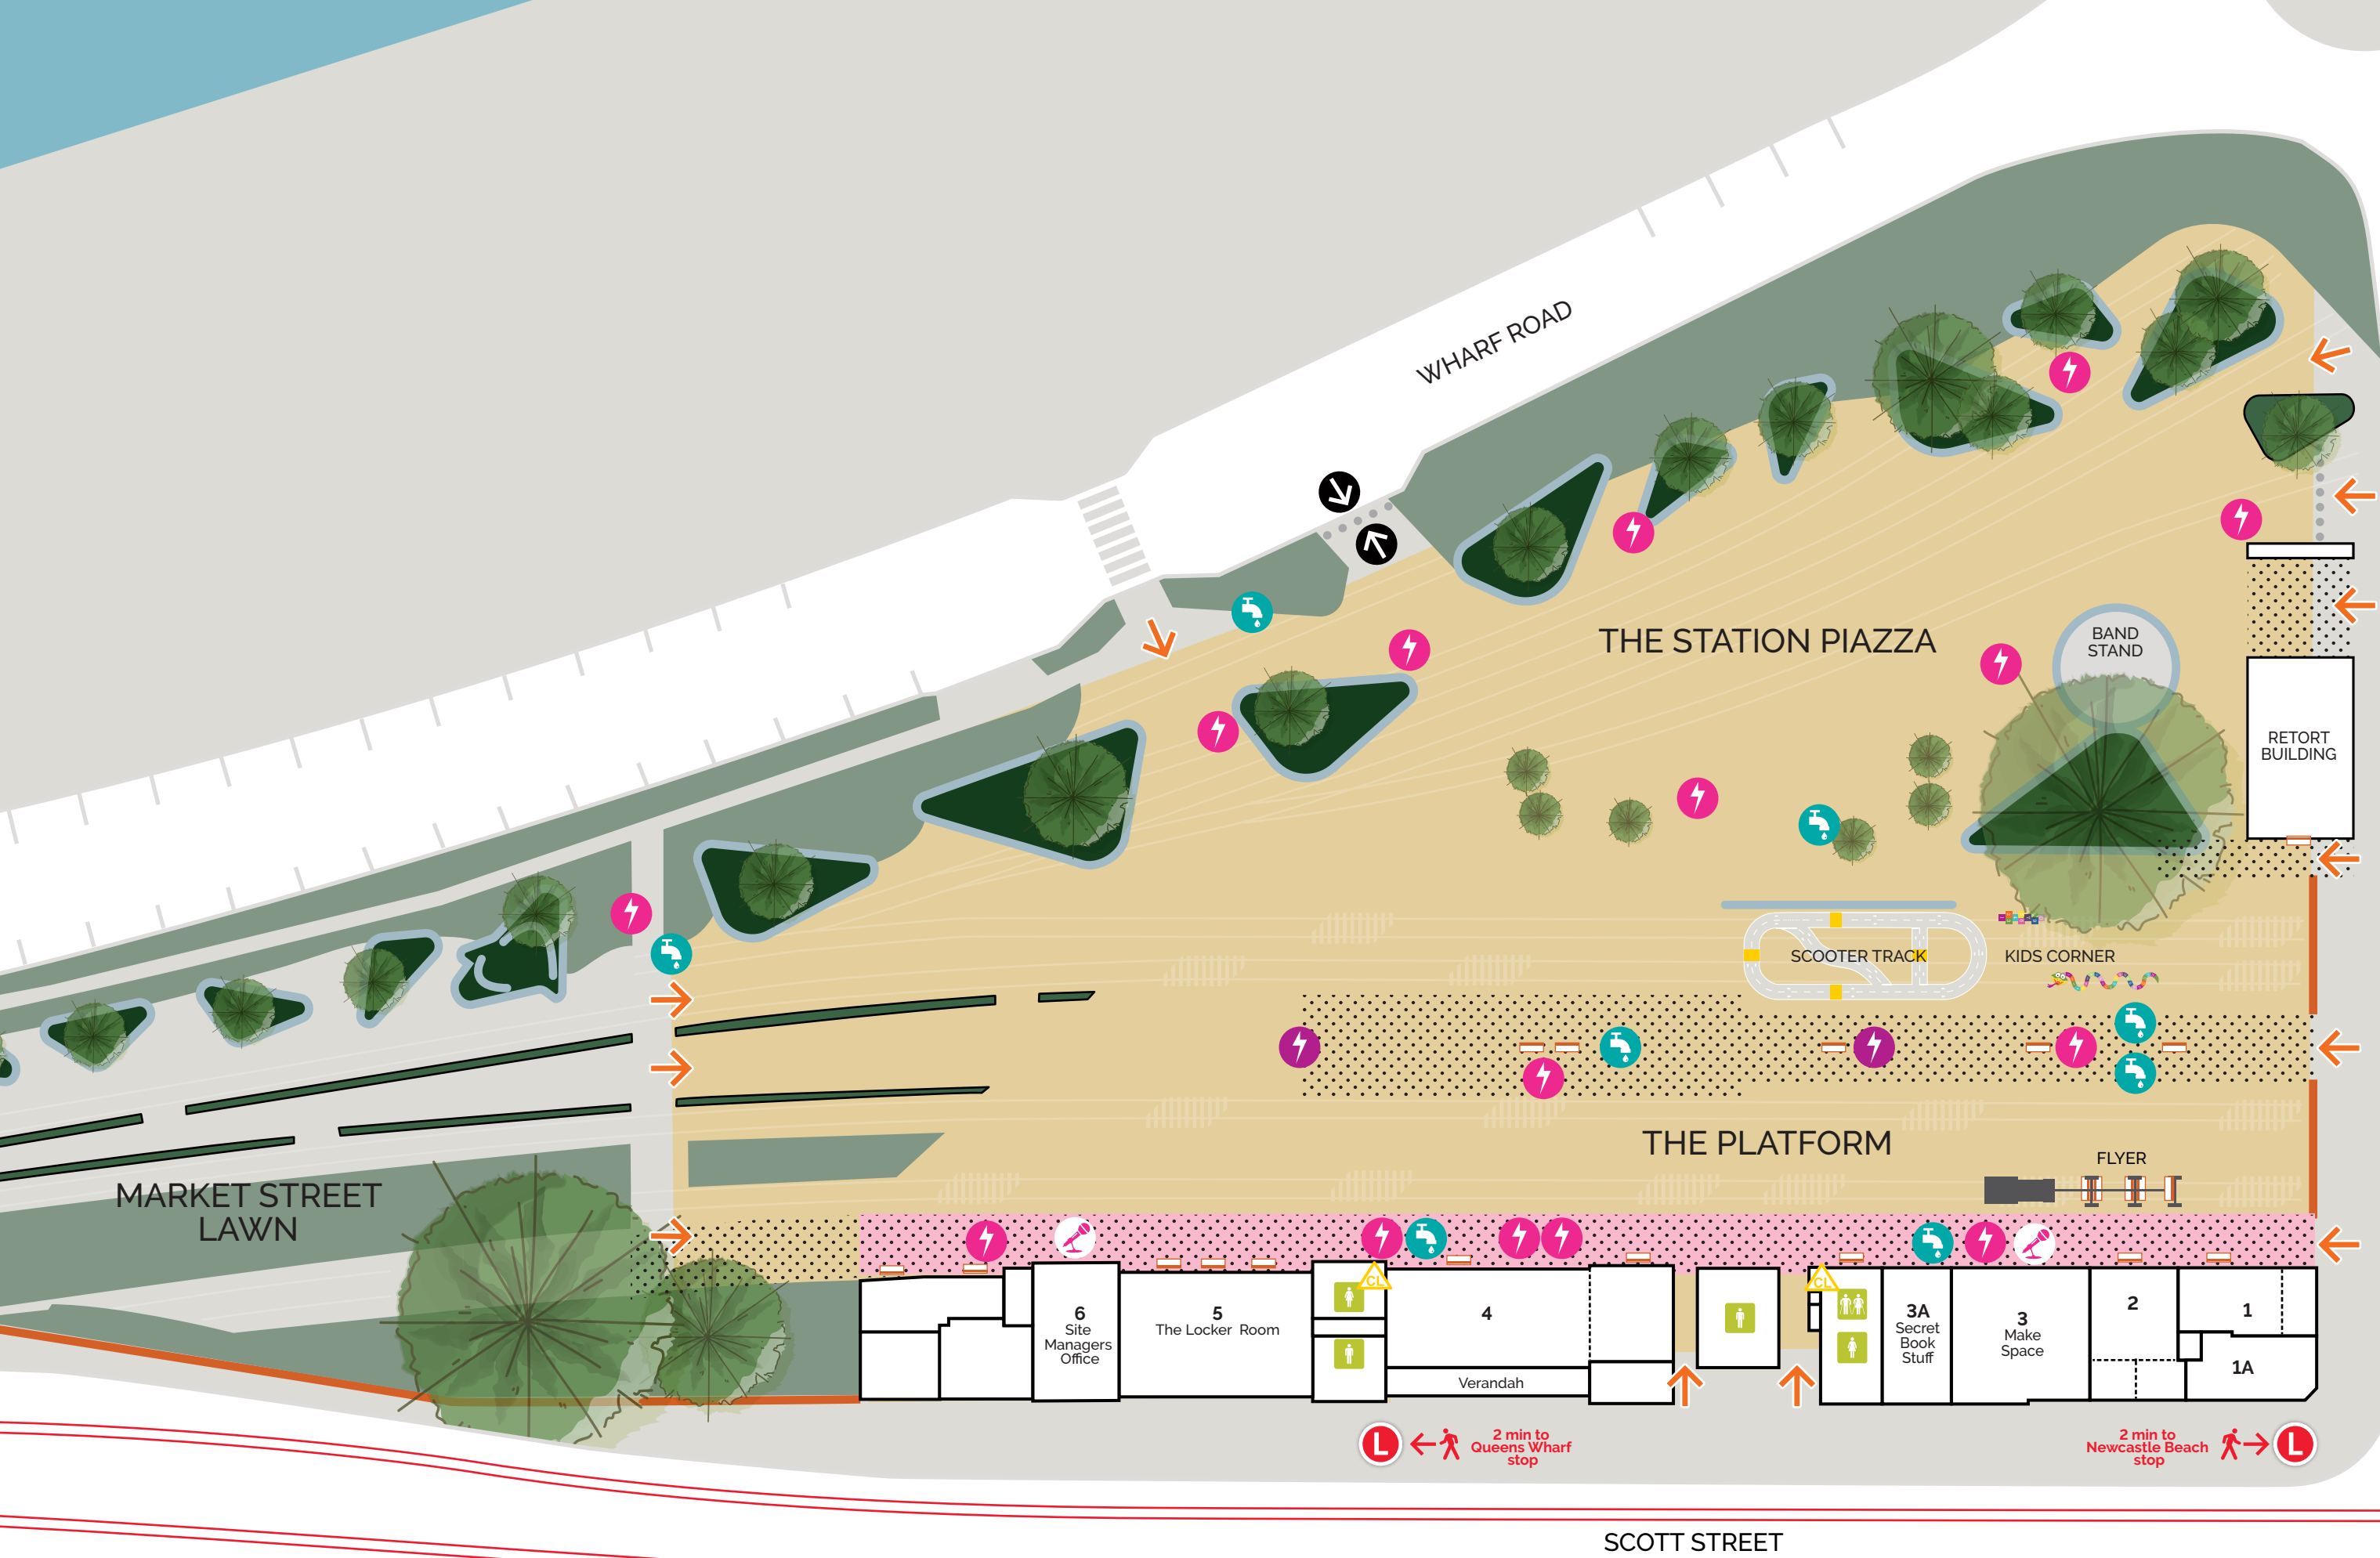 WHARF ROAD
THE STATION PIAZZA
BAND
STAND
RETORT
BUILDING
SCOOTER TRACK
KIDS CORNER
THE PLATFORM
FLYER
MARKET STREET
LAWN
6
Site
Managers
Office
5
The Locker Room
CL
4
Verandah
CL
3A
Secret
Book
Stuff
3
Make
Space
2
1
1A
L
2 min to
Queens Wharf
stop
2 min to
Newcastle Beach
stop
L
SCOTT STREET